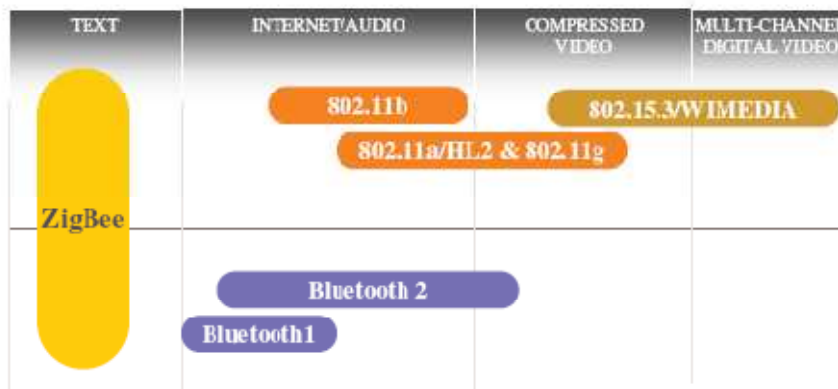 TEXT
INTERNET/AUDIO
COMPRESSED
VIDEO
MULTI-CHANNEL
DIGITAL VIDEO
802.11b
802.15.3/WIMEDIA
802.11a/HL2 & 802.11g
ZigBee
Bluetooth 2
Bluetooth1